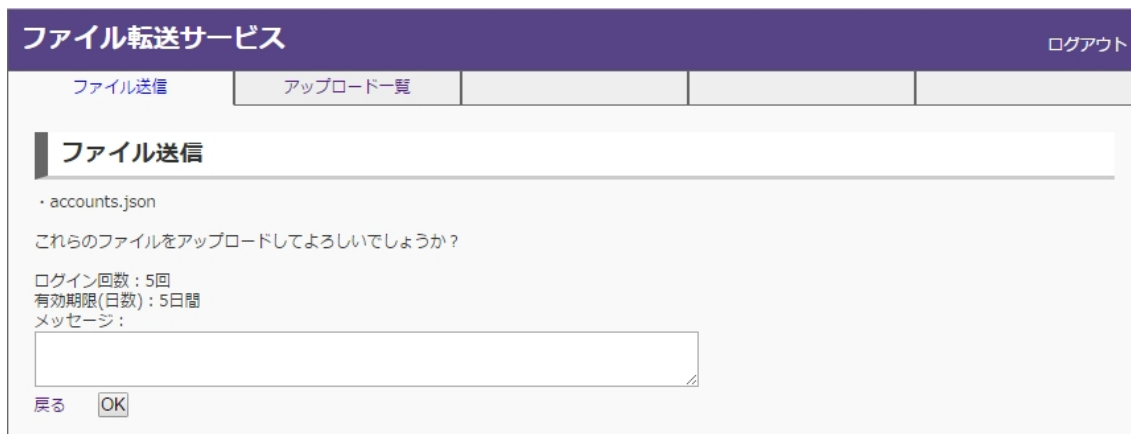 ファイル転送サービス
ログアウト
ファイル送信
アップロード一覧
ファイル送信
・accounts.json
これらのファイルをアップロードしてよろしいでしょうか？
ログイン回数：5回
有効期限(日数)：5日間
メッセージ：
戻る
OK